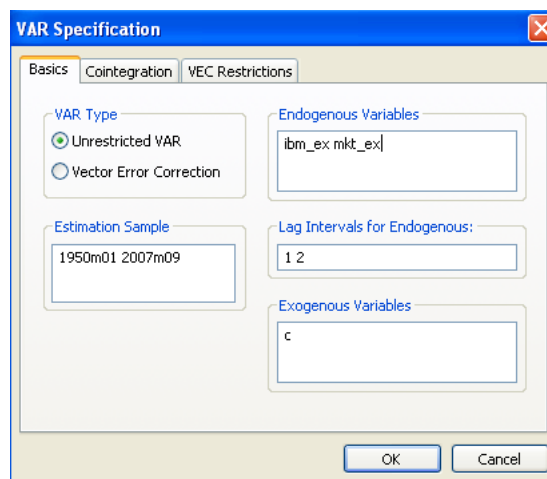 VAR Specification
Basics
Cointegration
VEC Restrictions
VAR Type
Unrestricted VAR
Vector Error Correction
Endogenous Variables
ibm_ex mkt_ex
Estimation Sample
1950m01 2007m09
Lag Intervals for Endogenous:
1 2
Exogenous Variables
c
OK
Cancel